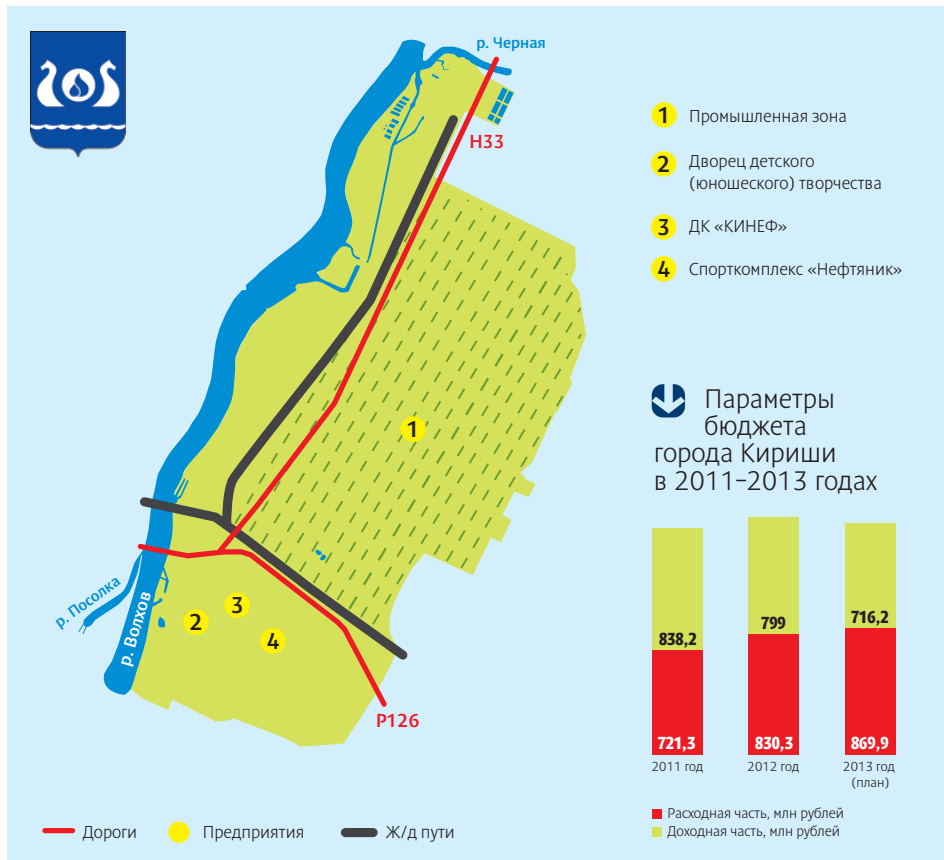 р. Черная
H33
1
2
3
4
р. Посолка
р. Волхов
P126
Дороги
Предприятия
Ж/д пути
1 Промышленная зона
2 Дворец детского
(юношеского) творчества
3 ДК «КИНЕФ»
4 Спорткомплекс «Нефтяник»
Параметры
бюджета
города Кириши
в 2011–2013 годах
838,2
799
716,2
721,3
830,3
869,9
2011 год
2012 год
2013 год
(план)
Расходная часть, млн рублей
Доходная часть, млн рублей